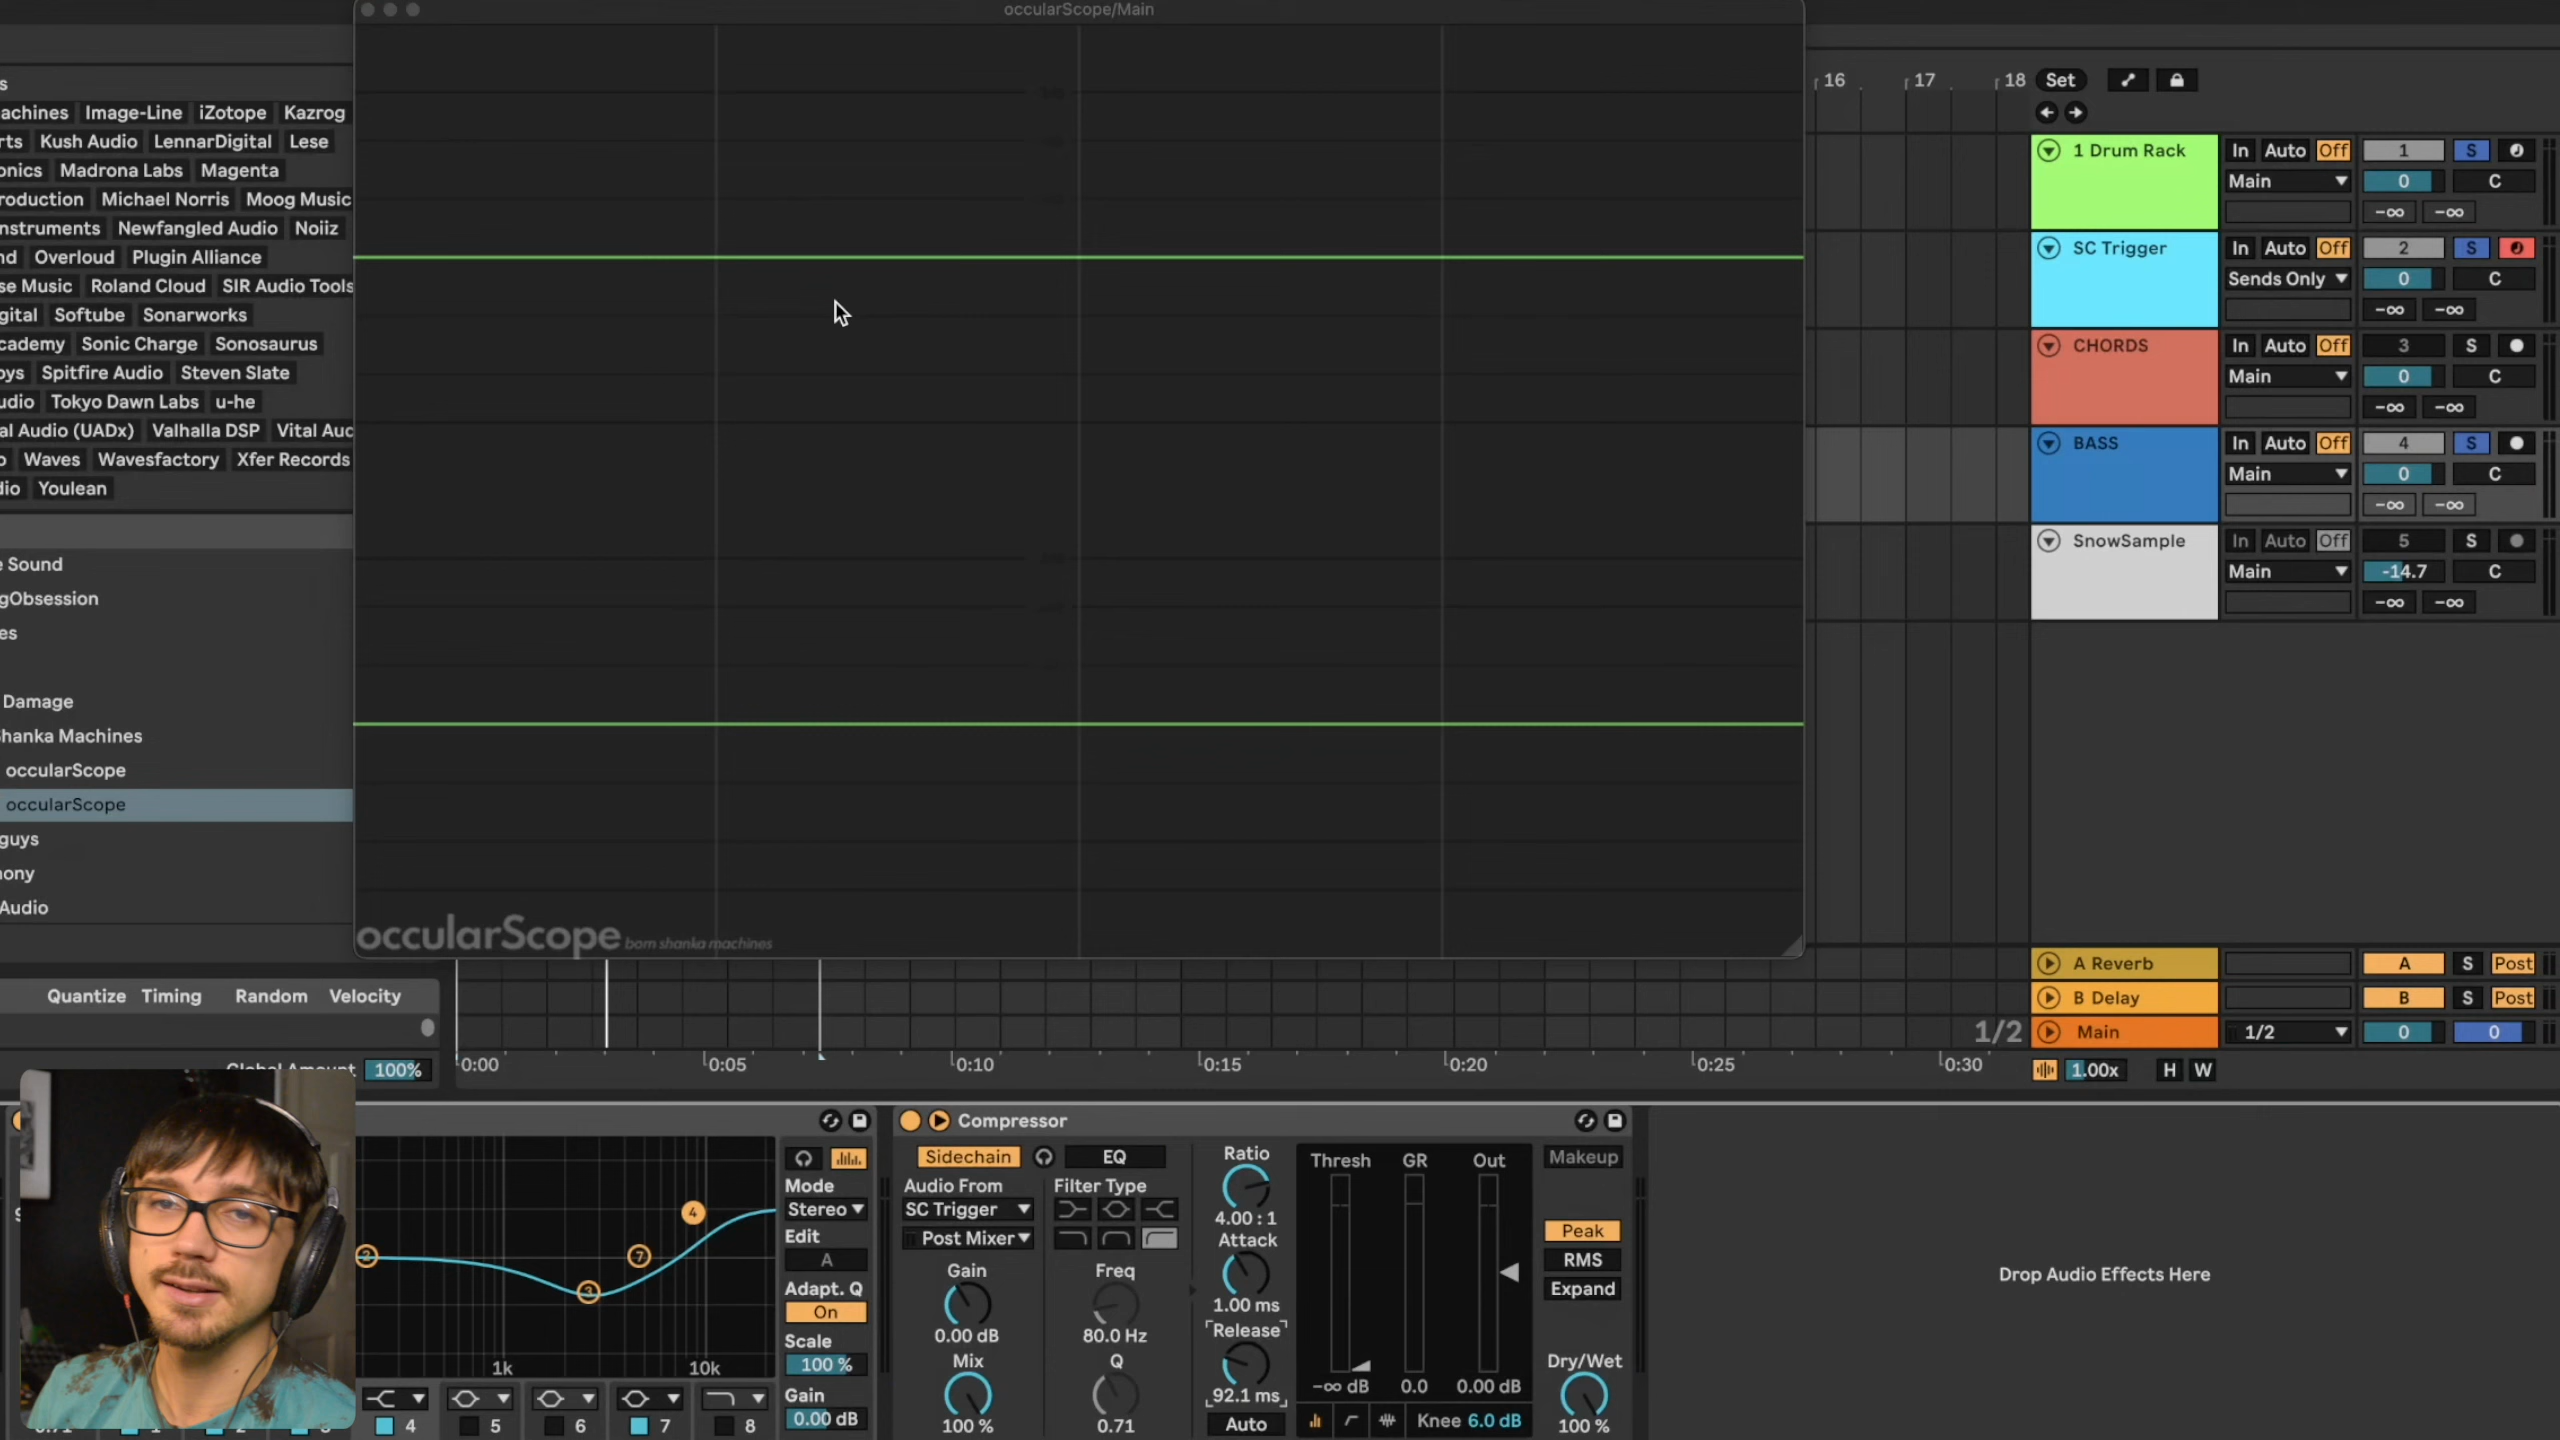 occularScope/Main
s
achines Image-Line iZotope Kazrog
rts Kush Audio LennarDigital Lese
onics Madrona Labs Magenta
roduction Michael Norris Moog Music
nstruments Newfangled Audio Noiiz
nd Overloud Plugin Alliance
se Music Roland Cloud SIR Audio Tools
gital Softube Sonarworks
cademy Sonic Charge Sonosaurus
oys Spitfire Audio Steven Slate
udio Tokyo Dawn Labs u-he
al Audio (UADx) Valhalla DSP Vital Auc
o Waves Wavesfactory Xfer Records
dio Youlean
e Sound
gObsession
es
Damage
Shanka Machines
occularScope
occularScope
guys
nony
Audio
occularScope born shanka machines
16 17 18 Set
1 Drum Rack In Auto Off 1 S
Main 0 C
-∞ -∞
SC Trigger In Auto Off 2 S
Sends Only 0 C
-∞ -∞
CHORDS In Auto Off 3 S
Main 0 C
-∞ -∞
BASS In Auto Off 4 S
Main 0 C
-∞ -∞
SnowSample In Auto Off 5 S
Main -14.7 C
-∞ -∞
A Reverb A S Post
B Delay B S Post
1/2 Main 1/2 0 0
Quantize Timing Random Velocity
Global Amount 100%
0:00 0:05 0:10 0:15 0:20 0:25 0:30
1.00x H W
2 3 7 4
1k 10k
4 5 6 7 8
Mode
Stereo
Edit
A
Adapt. Q
On
Scale
100 %
Gain
0.00 dB
Compressor
Sidechain EQ
Audio From
SC Trigger
Post Mixer
Gain
0.00 dB
Mix
100 %
Filter Type
Freq
80.0 Hz
Q
0.71
Ratio
4.00 : 1
Attack
1.00 ms
Release
92.1 ms
Auto
Thresh GR Out
-∞ dB 0.0 0.00 dB
Knee 6.0 dB
Makeup
Peak
RMS
Expand
Dry/Wet
100 %
Drop Audio Effects Here